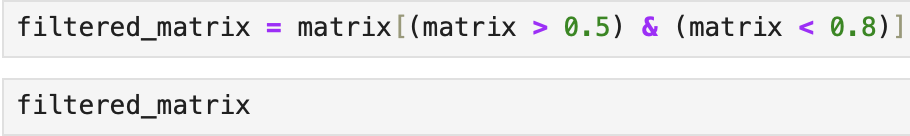 filtered_matrix = matrix[(matrix > 0.5) & (matrix < 0.8)]
filtered_matrix